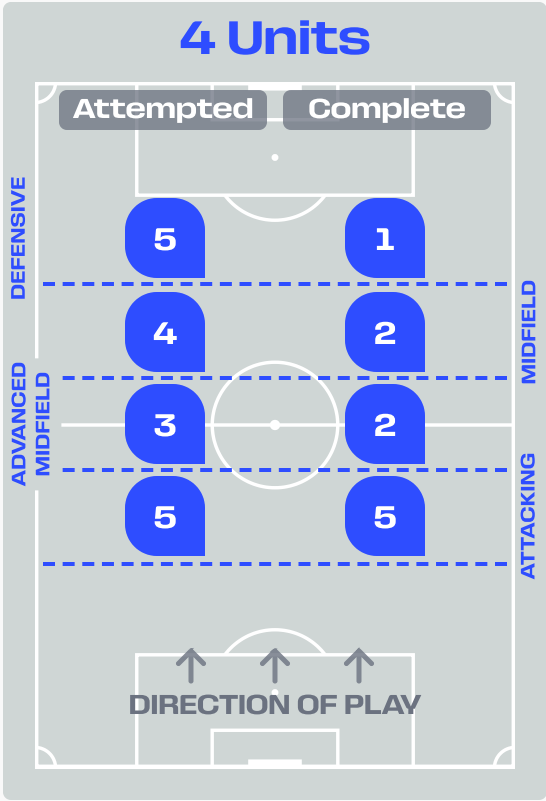 4 Units
Attempted Complete
DEFENSIVE
5 1
MIDFIELD
4 2
ADVANCED
MIDFIELD
3 2
ATTACKING
5 5
DIRECTION OF PLAY